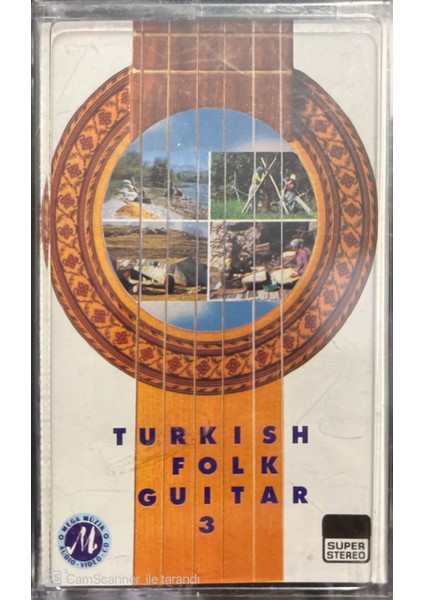 TURKISH
FOLK
GUITAR
3
MEGA MÜZİK
AUDIO-VIDEO-CD
M
SUPER
STEREO
CamScanner ile tarandı